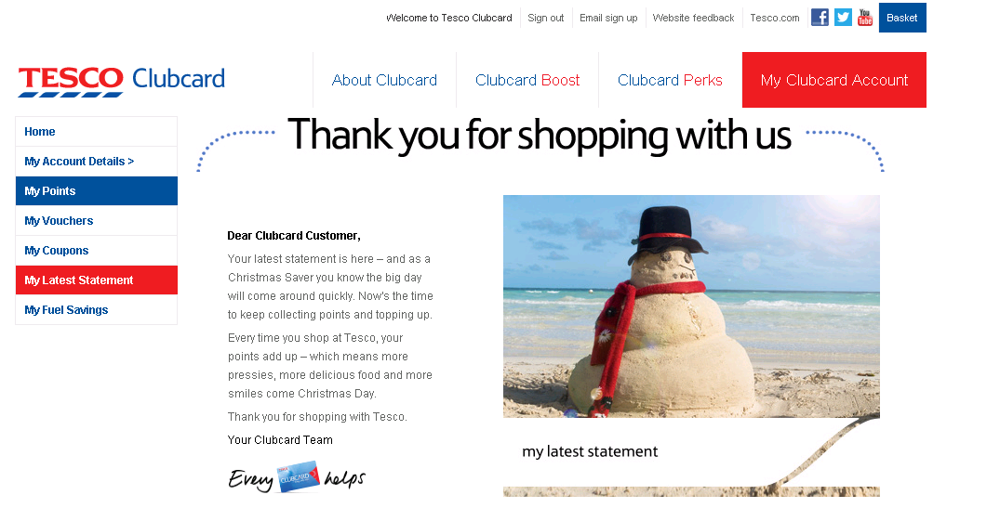 Welcome to Tesco Clubcard
Sign out
Email sign up
Website feedback
Tesco.com
You
Tube
Basket
TESCO Clubcard
About Clubcard
Clubcard Boost
Clubcard Perks
My Clubcard Account
Home
My Account Details >
My Points
My Vouchers
My Coupons
My Latest Statement
My Fuel Savings
Thank you for shopping with us
Dear Clubcard Customer,
Your latest statement is here – and as a
Christmas Saver you know the big day
will come around quickly. Now's the time
to keep collecting points and topping up.
Every time you shop at Tesco, your
points add up – which means more
pressies, more delicious food and more
smiles come Christmas Day.
Thank you for shopping with Tesco.
Your Clubcard Team
Every CLUBCARD helps
my latest statement